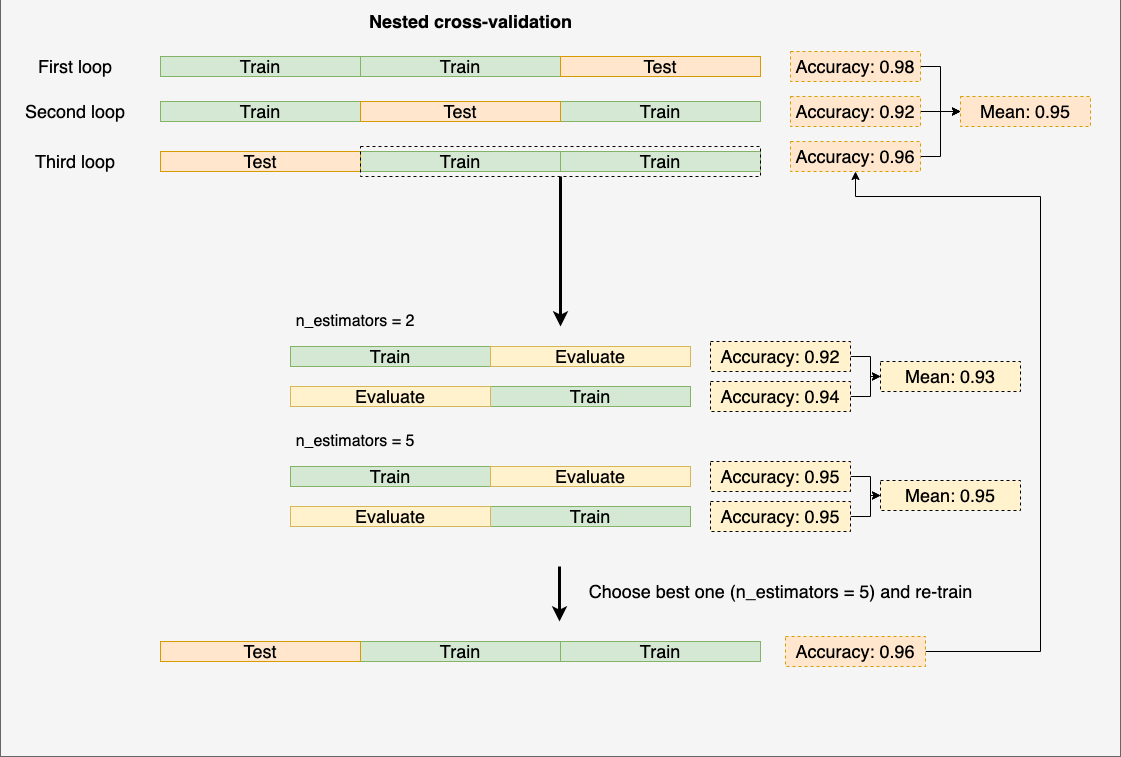 Nested cross-validation
First loop Train Train Test Accuracy: 0.98
Second loop Train Test Train Accuracy: 0.92 Mean: 0.95
Third loop Test Train Train Accuracy: 0.96
n_estimators = 2
Train Evaluate Accuracy: 0.92
Mean: 0.93
Evaluate Train Accuracy: 0.94
n_estimators = 5
Train Evaluate Accuracy: 0.95
Mean: 0.95
Evaluate Train Accuracy: 0.95
Choose best one (n_estimators = 5) and re-train
Test Train Train Accuracy: 0.96